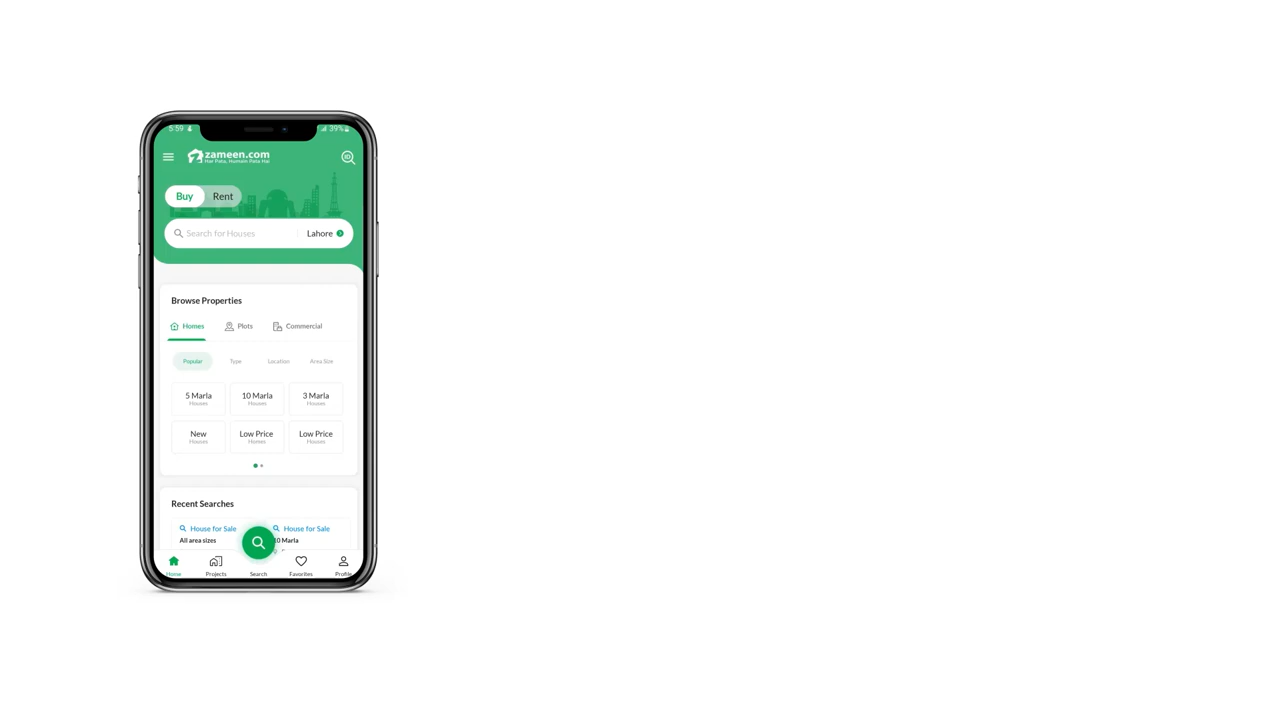 5:59
39%
zameen.com
Har Pata, Humain Pata Hai
ID
Buy
Rent
Search for Houses
Lahore
Browse Properties
Homes
Plots
Commercial
Popular
Type
Location
Area Size
5 Marla
Houses
10 Marla
Houses
3 Marla
Houses
New
Houses
Low Price
Homes
Low Price
Houses
Recent Searches
House for Sale
All area sizes
House for Sale
10 Marla
Home
Projects
Search
Favorites
Profile